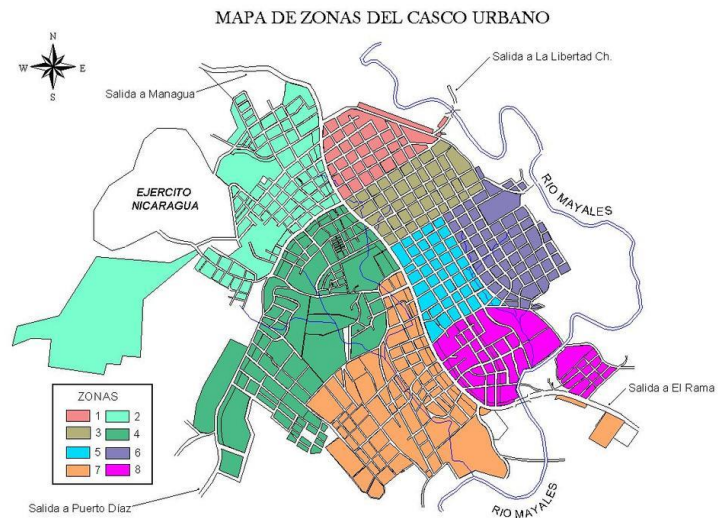 MAPA DE ZONAS DEL CASCO URBANO
N
W E
S
Salida a La Libertad Ch.
Salida a Managua
EJERCITO
NICARAGUA
RIO MAYALES
ZONAS
1 2
3 4
5 6
7 8
Salida a El Rama
Salida a Puerto Díaz
RIO MAYALES